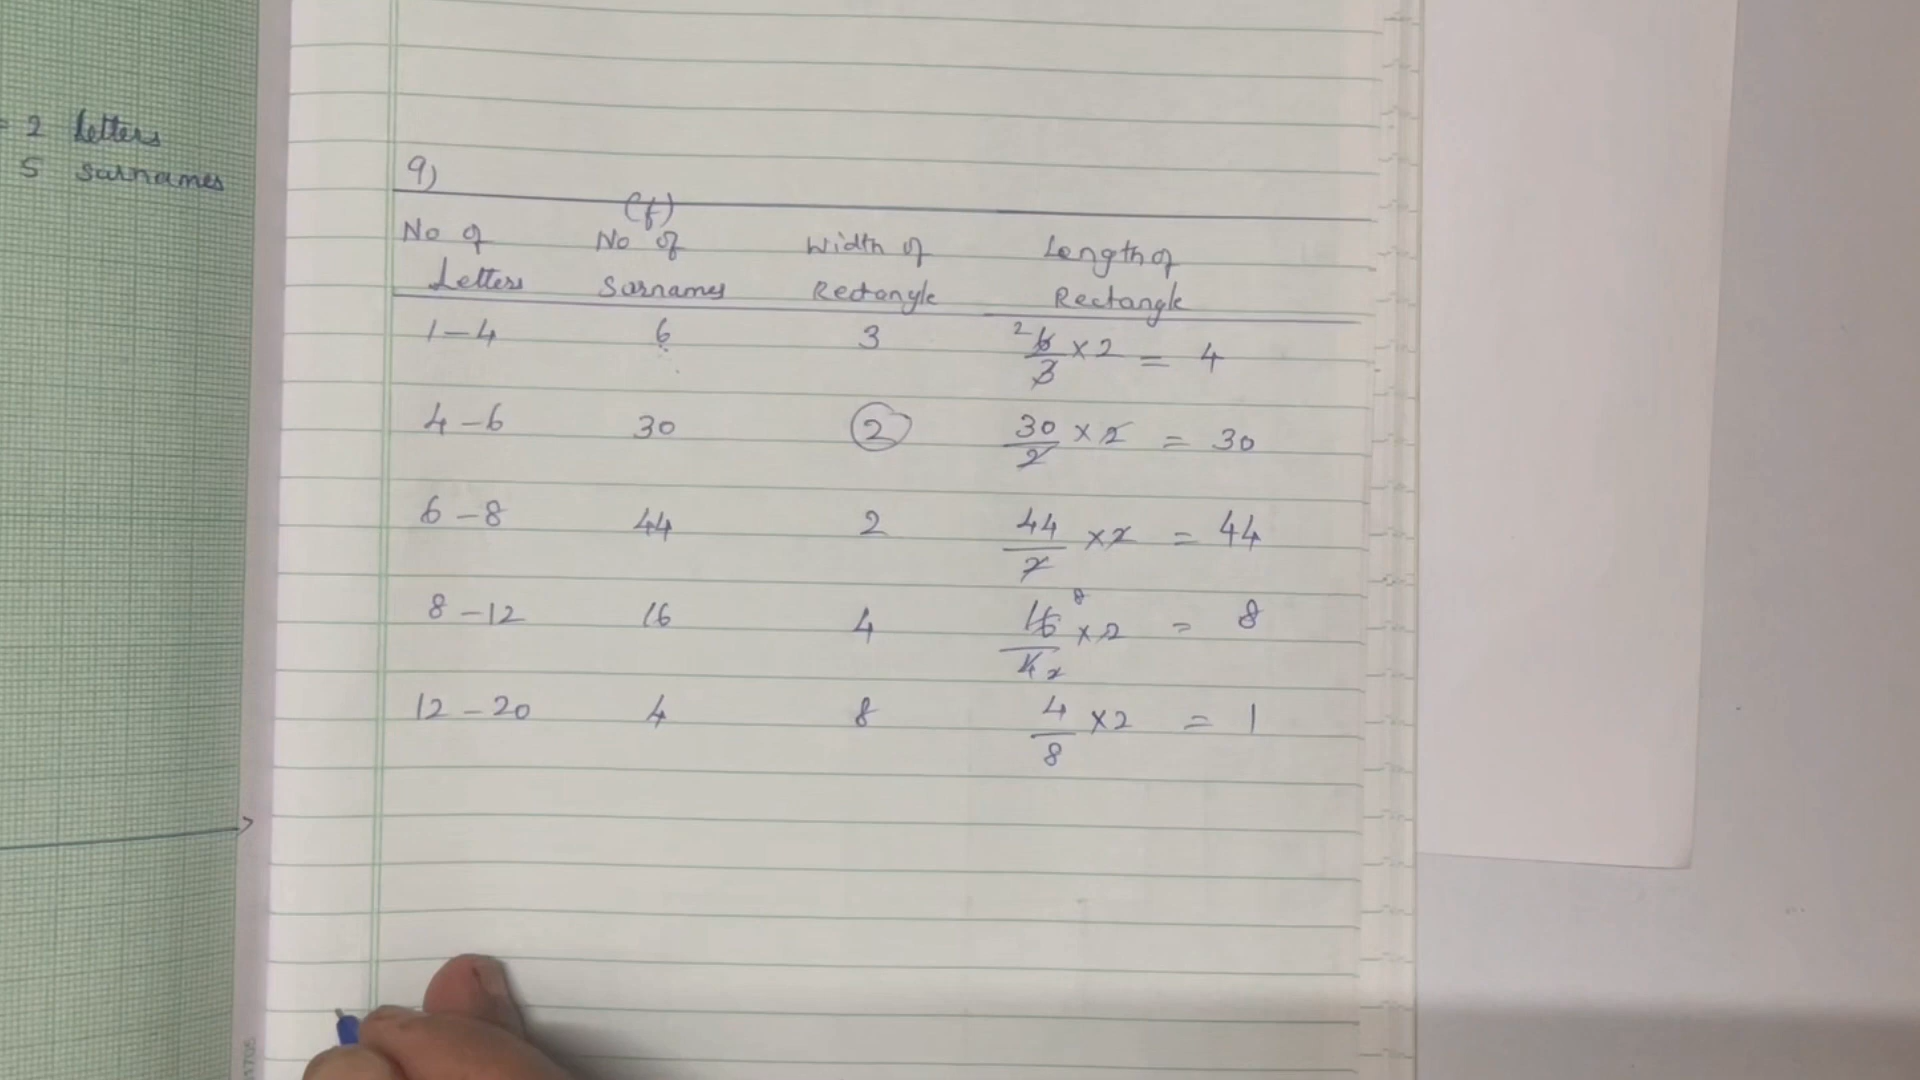 = 2 Letters
5 surnames
9)
(f)
No of No of Width of Length of
Letters Surnames Rectangle Rectangle
1-4 6 3 2 6/3 x 2 = 4
4-6 30 2 30/2 x 2 = 30
6-8 44 2 44/2 x 2 = 44
8-12 16 4 16/4 8 2 x 2 = 8
12-20 4 8 4/8 x 2 = 1